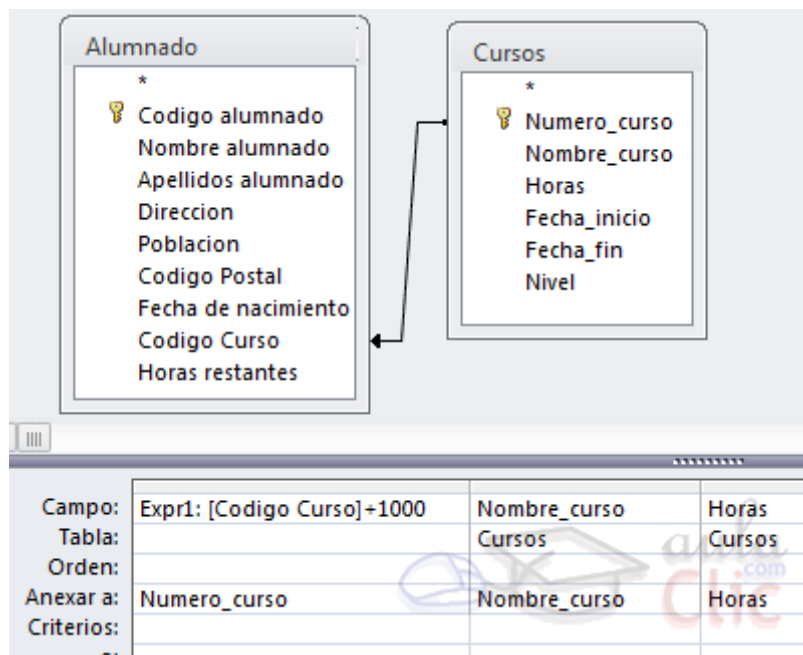 Alumnado
*
Codigo alumnado
Nombre alumnado
Apellidos alumnado
Direccion
Poblacion
Codigo Postal
Fecha de nacimiento
Codigo Curso
Horas restantes
Cursos
*
Numero_curso
Nombre_curso
Horas
Fecha_inicio
Fecha_fin
Nivel
Campo: Expr1: [Codigo Curso]+1000 Nombre_curso Horas
Tabla: Cursos Cursos
Orden:
Anexar a: Numero_curso Nombre_curso Horas
Criterios:
aula
.com
Clic